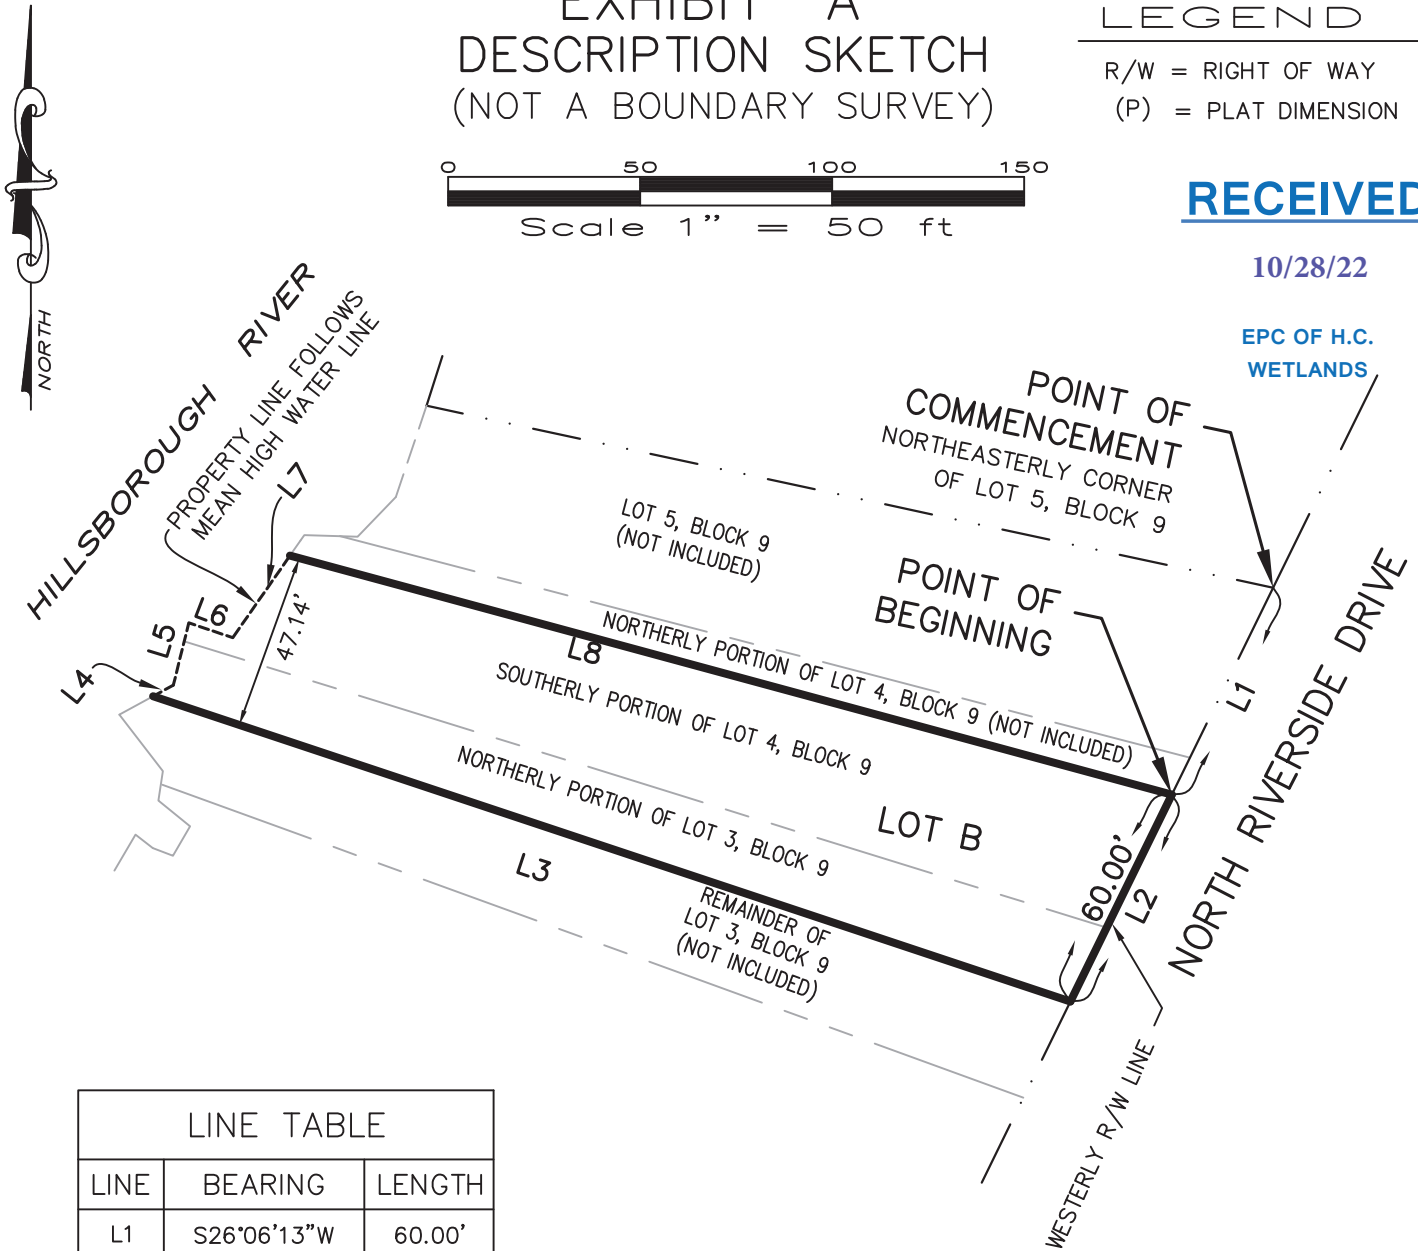 EXHIBIT A
DESCRIPTION SKETCH
(NOT A BOUNDARY SURVEY)
LEGEND
R/W = RIGHT OF WAY
(P) = PLAT DIMENSION
0 50 100 150
Scale 1" = 50 ft
RECEIVED
10/28/22
EPC OF H.C.
WETLANDS
NORTH
HILLSBOROUGH RIVER
PROPERTY LINE FOLLOWS
MEAN HIGH WATER LINE
L7
L6
L5
L4
47.14'
POINT OF
COMMENCEMENT
NORTHEASTERLY CORNER
OF LOT 5, BLOCK 9
LOT 5, BLOCK 9
(NOT INCLUDED)
POINT OF
BEGINNING
NORTHERLY PORTION OF LOT 4, BLOCK 9 (NOT INCLUDED)
L8
SOUTHERLY PORTION OF LOT 4, BLOCK 9
NORTHERLY PORTION OF LOT 3, BLOCK 9
LOT B
L3
REMAINDER OF
LOT 3, BLOCK 9
(NOT INCLUDED)
60.00'
L2
L1
NORTH RIVERSIDE DRIVE
WESTERLY R/W LINE
LINE TABLE
LINE BEARING LENGTH
L1 S26°06'13"W 60.00'